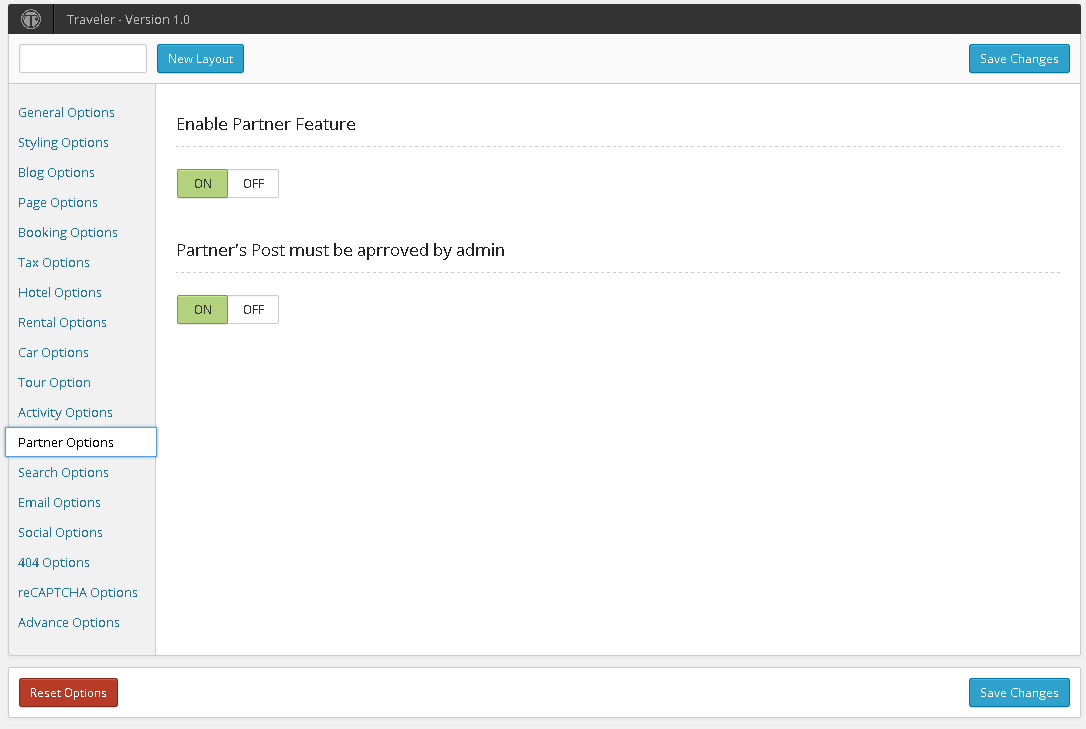 Traveler - Version 1.0
New Layout
Save Changes
General Options
Styling Options
Blog Options
Page Options
Booking Options
Tax Options
Hotel Options
Rental Options
Car Options
Tour Option
Activity Options
Partner Options
Search Options
Email Options
Social Options
404 Options
reCAPTCHA Options
Advance Options
Enable Partner Feature
ON OFF
Partner's Post must be aprroved by admin
ON OFF
Reset Options
Save Changes